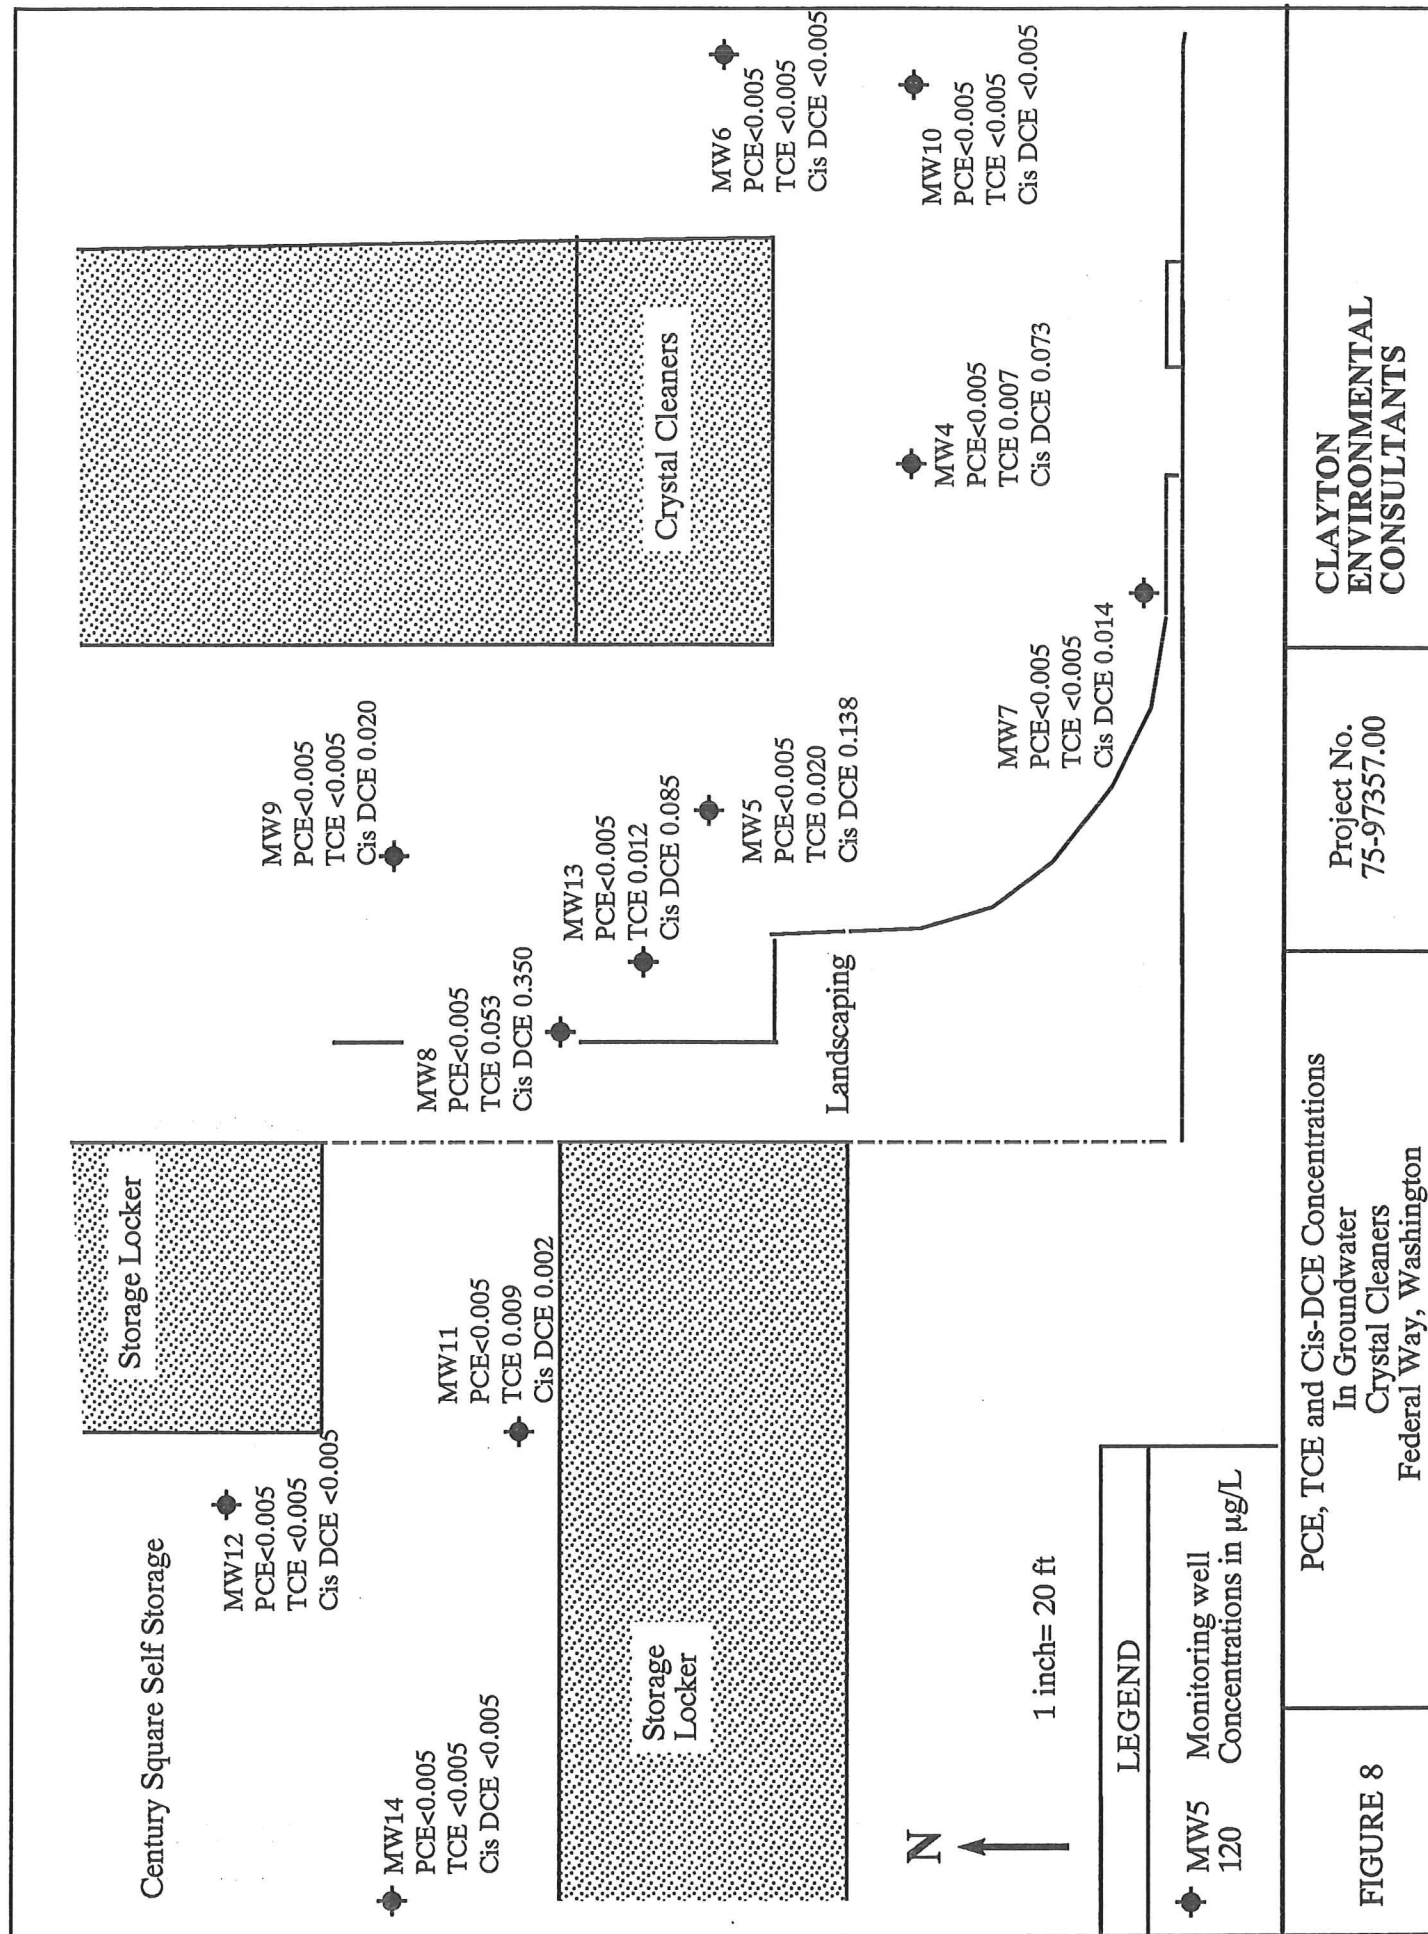 Century Square Self Storage
Storage Locker
MW12
PCE<0.005
TCE <0.005
Cis DCE <0.005
MW14
PCE<0.005
TCE <0.005
Cis DCE <0.005
MW11
PCE<0.005
TCE 0.009
Cis DCE 0.002
Storage
Locker
MW9
PCE<0.005
TCE <0.005
Cis DCE 0.020
MW8
PCE<0.005
TCE 0.053
Cis DCE 0.350
MW13
PCE<0.005
TCE 0.012
Cis DCE 0.085
MW5
PCE<0.005
TCE 0.020
Cis DCE 0.138
Landscaping
Crystal Cleaners
MW6
PCE<0.005
TCE <0.005
Cis DCE <0.005
MW10
PCE<0.005
TCE <0.005
Cis DCE <0.005
MW4
PCE<0.005
TCE 0.007
Cis DCE 0.073
MW7
PCE<0.005
TCE <0.005
Cis DCE 0.014
N
1 inch= 20 ft
LEGEND
MW5 Monitoring well
120 Concentrations in µg/L
FIGURE 8
PCE, TCE and Cis-DCE Concentrations
In Groundwater
Crystal Cleaners
Federal Way, Washington
Project No.
75-97357.00
CLAYTON
ENVIRONMENTAL
CONSULTANTS